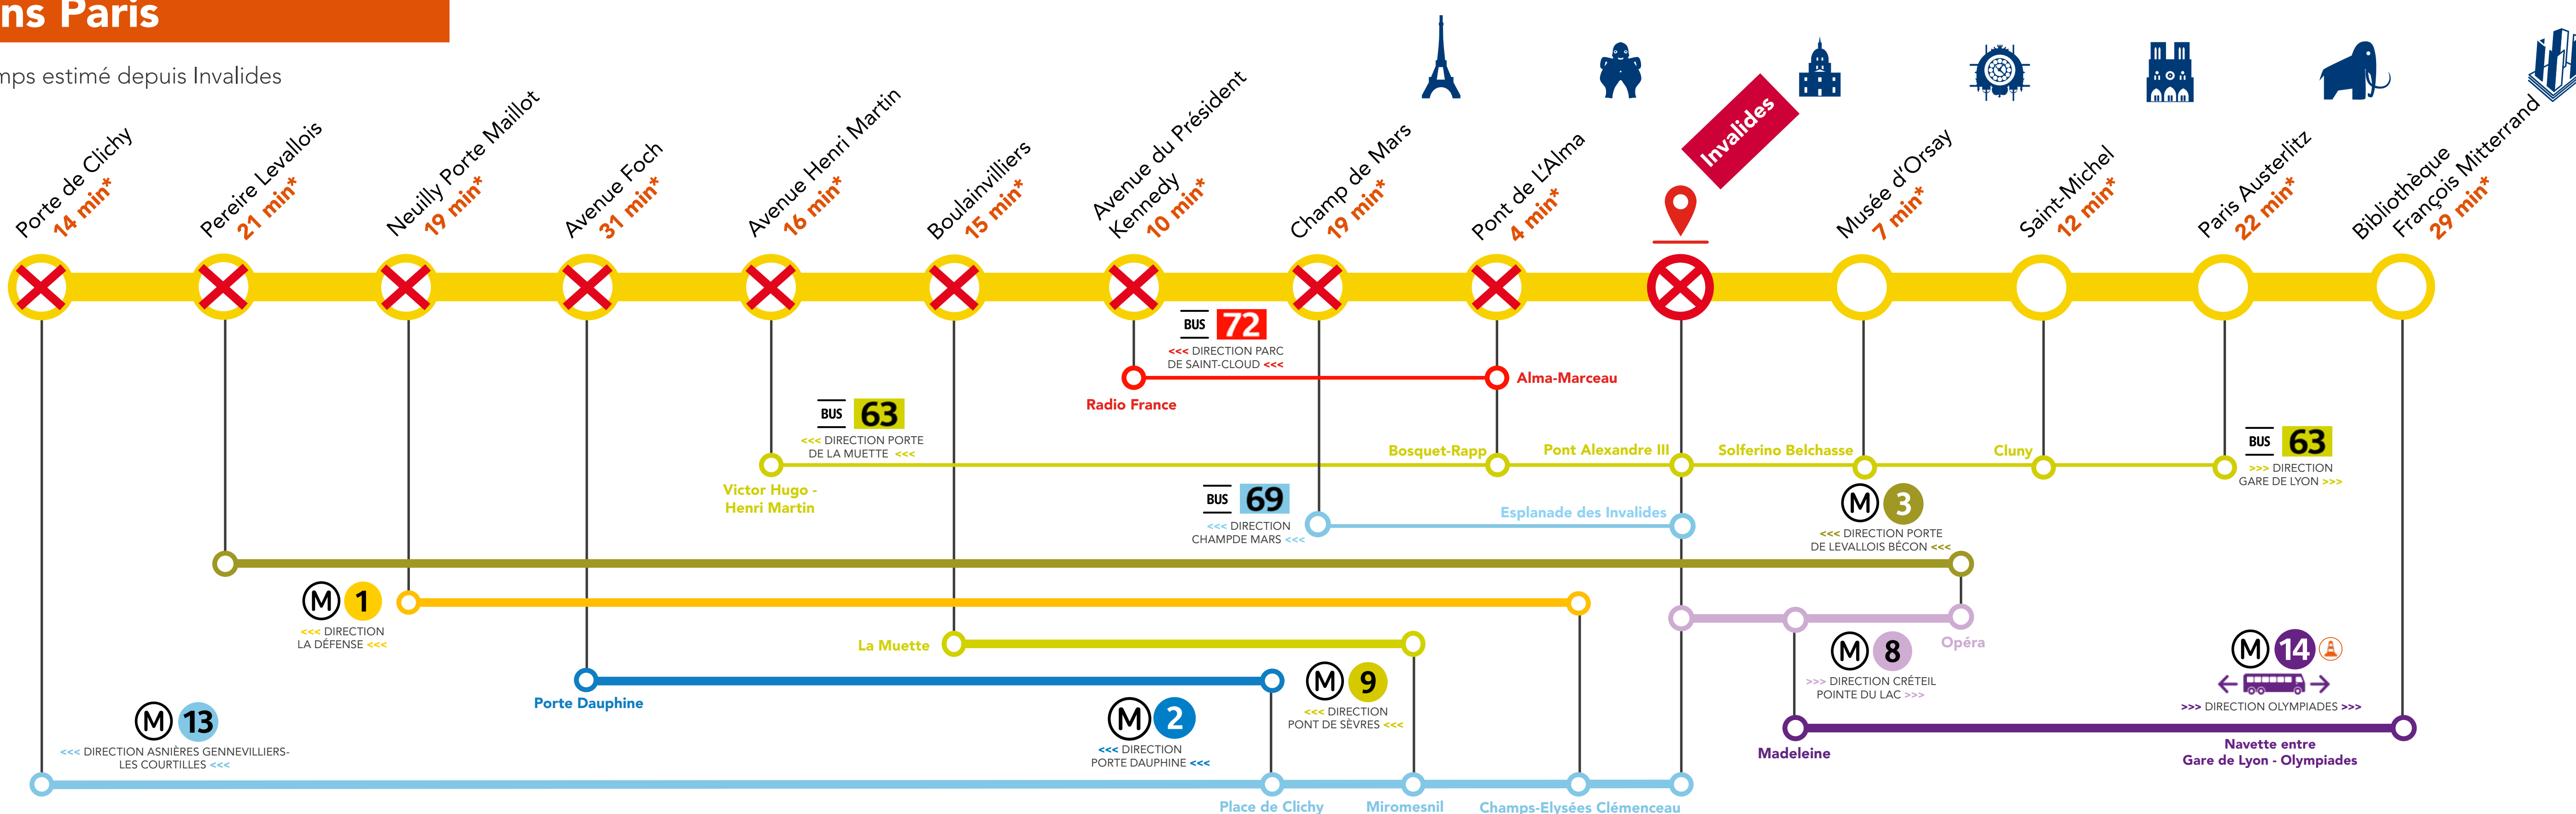 ns Paris
mps estimé depuis Invalides
Porte de Clichy
14 min*
Pereire Levallois
21 min*
Neuilly Porte Maillot
19 min*
Avenue Foch
31 min*
Avenue Henri Martin
16 min*
Boulainvilliers
15 min*
Avenue du Président
Kennedy
10 min*
Champ de Mars
19 min*
Pont de L'Alma
4 min*
Invalides
Musée d'Orsay
7 min*
Saint-Michel
12 min*
Paris Austerlitz
22 min*
Bibliothèque
François Mitterrand
29 min*
BUS 72
<<< DIRECTION PARC
DE SAINT-CLOUD <<<
Alma-Marceau
Radio France
BUS 63
<<< DIRECTION PORTE
DE LA MUETTE <<<
Bosquet-Rapp
Pont Alexandre III
Solferino Belchasse
Cluny
BUS 63
>>> DIRECTION
GARE DE LYON >>>
Victor Hugo -
Henri Martin
BUS 69
<<< DIRECTION
CHAMPDE MARS <<<
Esplanade des Invalides
M 3
<<< DIRECTION PORTE
DE LEVALLOIS BÉCON <<<
M 1
<<< DIRECTION
LA DÉFENSE <<<
La Muette
Opéra
M 8
>>> DIRECTION CRÉTEIL
POINTE DU LAC >>>
M 14
>>> DIRECTION OLYMPIADES >>>
Porte Dauphine
M 9
<<< DIRECTION
PONT DE SÈVRES <<<
M 2
<<< DIRECTION
PORTE DAUPHINE <<<
M 13
<<< DIRECTION ASNIÈRES GENNEVILLIERS-
LES COURTILLES <<<
Madeleine
Navette entre
Gare de Lyon - Olympiades
Place de Clichy
Miromesnil
Champs-Elysées Clémenceau